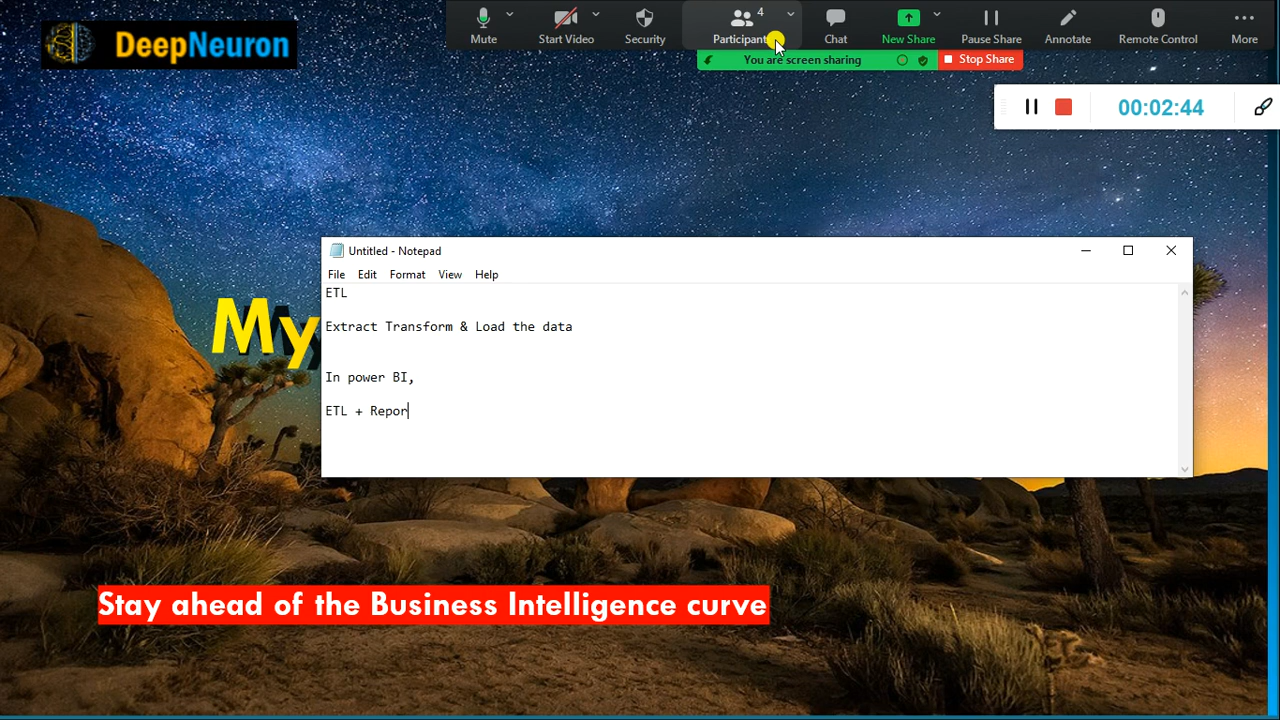 DeepNeuron
4
Mute
Start Video
Security
Participants
Chat
New Share
Pause Share
Annotate
Remote Control
More
You are screen sharing
Stop Share
00:02:44
Untitled - Notepad
File Edit Format View Help
ETL
Extract Transform & Load the data
In power BI,
ETL + Repor
My
Stay ahead of the Business Intelligence curve